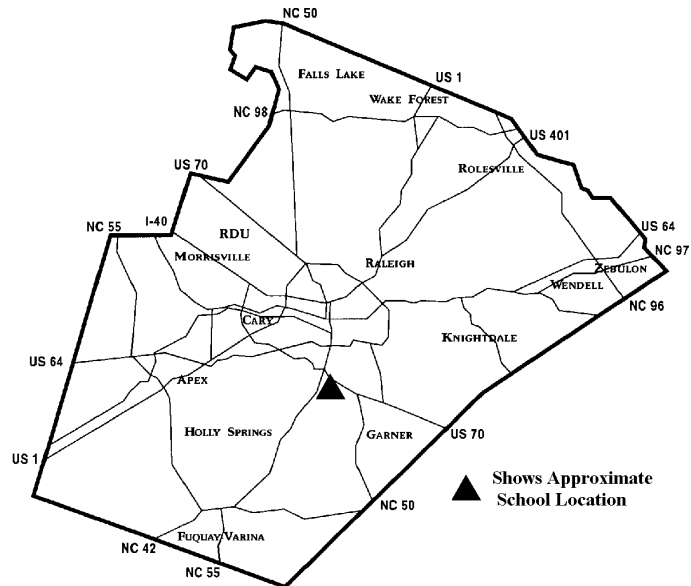 NC 50
FALLS LAKE
US 1
WAKE FOREST
NC 98
US 401
ROLESVILLE
US 70
NC 55
I-40
RDU
MORRISVILLE
RALEIGH
US 64
NC 97
ZEBULON
WENDELL
NC 96
CARY
KNIGHTDALE
US 64
APEX
HOLLY SPRINGS
GARNER
US 70
US 1
Shows Approximate
School Location
NC 50
FUQUAY VARINA
NC 42
NC 55